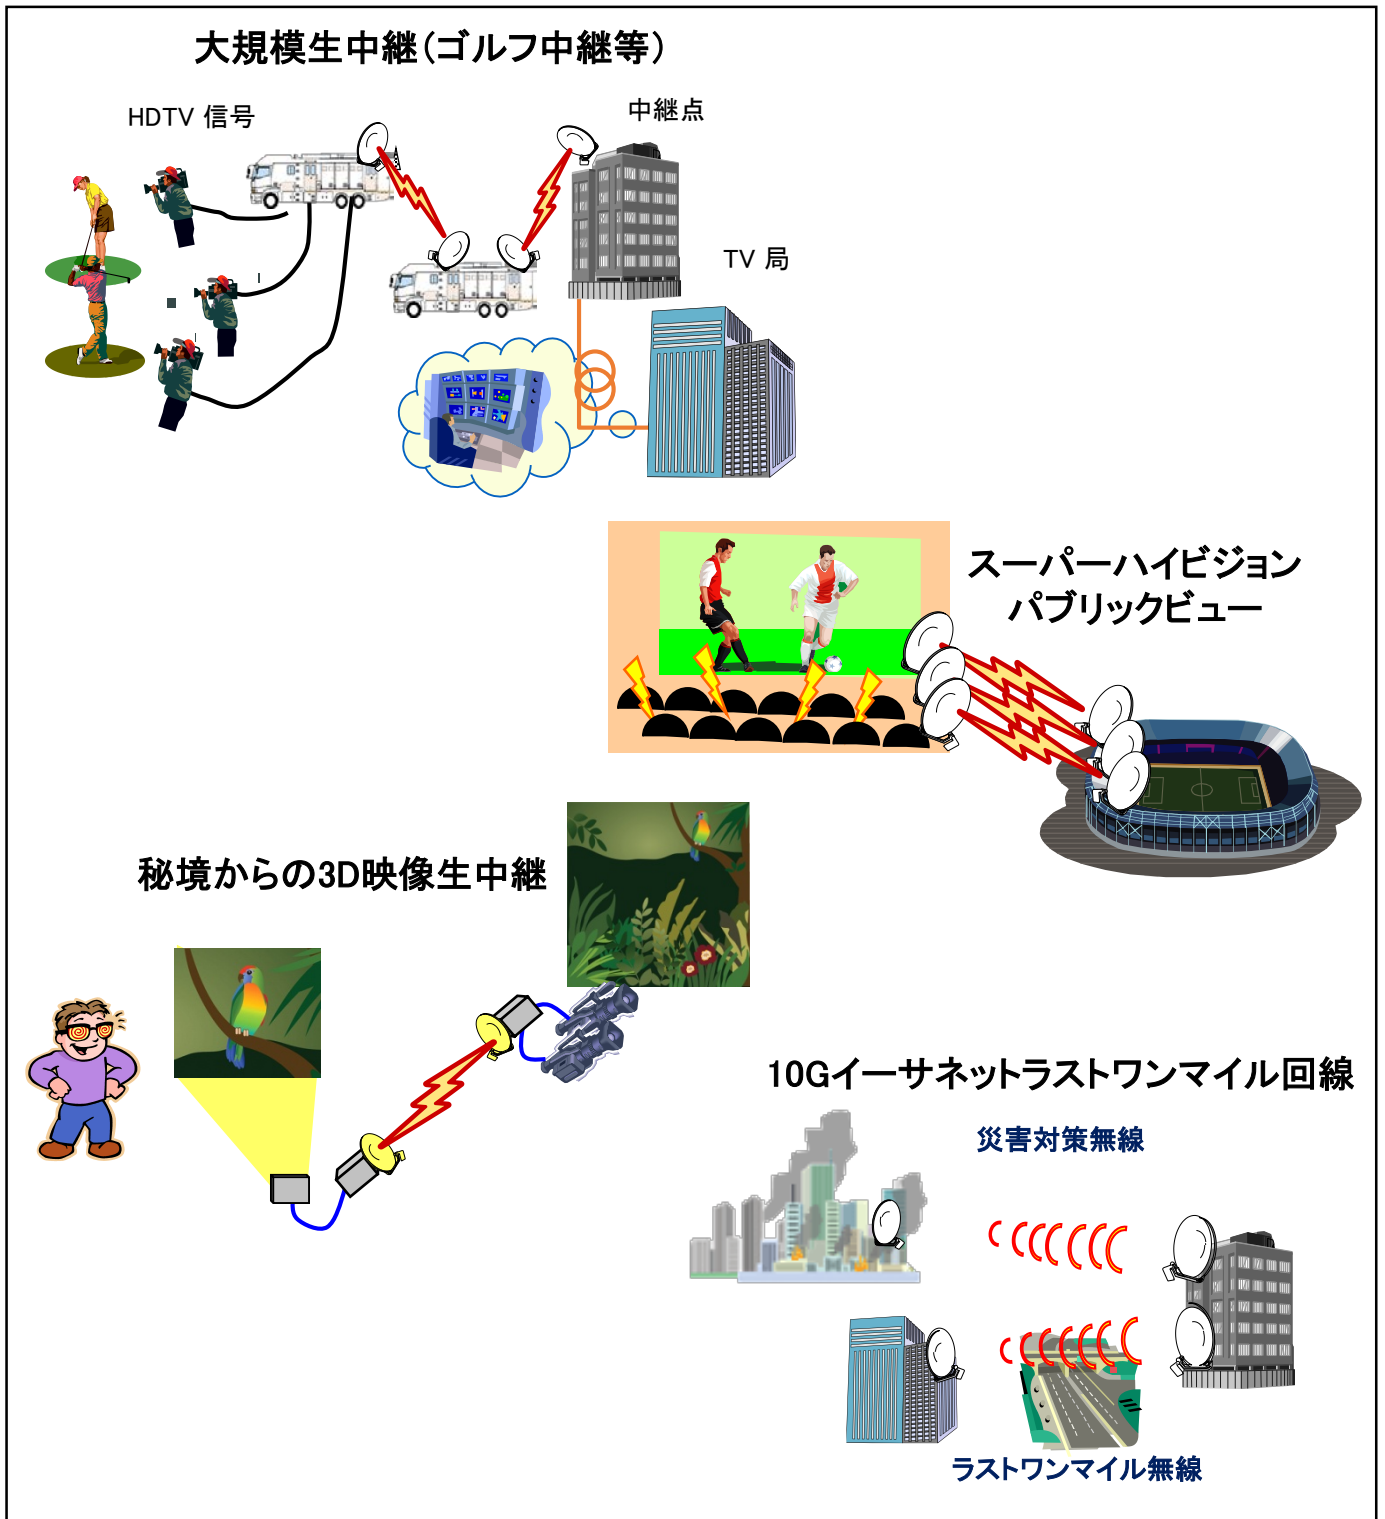 大規模生中継(ゴルフ中継等)
HDTV 信号
中継点
TV 局
スーパーハイビジョン
パブリックビュー
秘境からの3D映像生中継
10Gイーサネットラストワンマイル回線
災害対策無線
ラストワンマイル無線